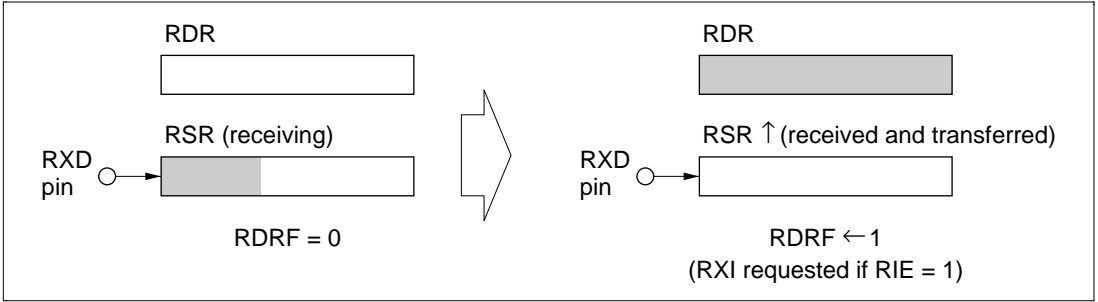 RDR
RSR (receiving)
RXD
pin
RDRF = 0
RDR
RSR ↑ (received and transferred)
RXD
pin
RDRF ← 1
(RXI requested if RIE = 1)